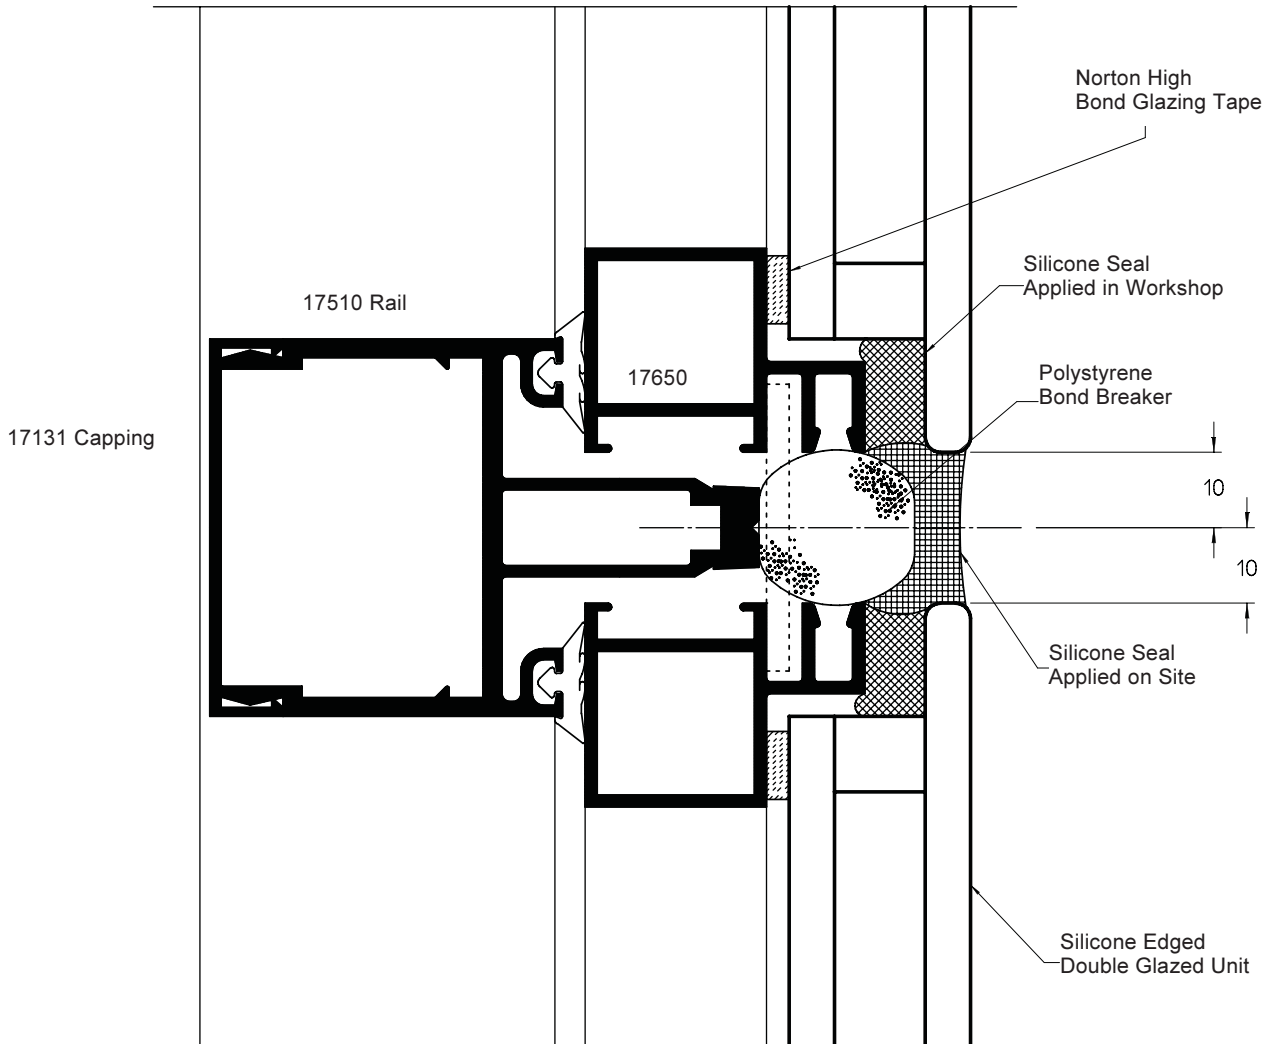 Norton High
Bond Glazing Tape
Silicone Seal
Applied in Workshop
17510 Rail
17650
Polystyrene
Bond Breaker
17131 Capping
10
10
Silicone Seal
Applied on Site
Silicone Edged
Double Glazed Unit